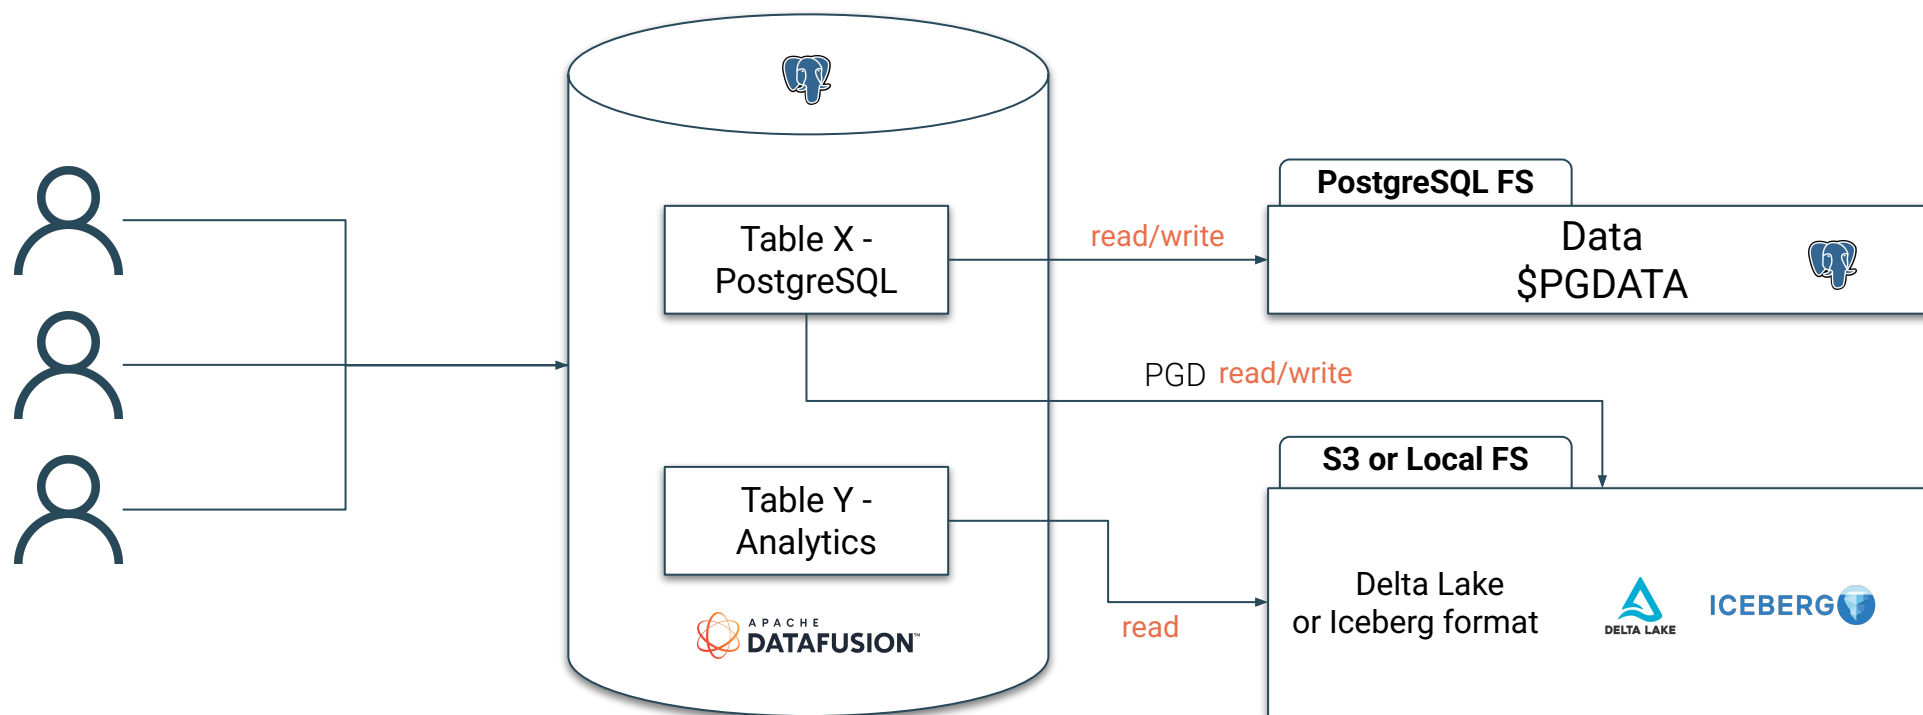 PostgreSQL FS
Table X -
PostgreSQL
read/write
Data
$PGDATA
PGD read/write
S3 or Local FS
Table Y -
Analytics
read
Delta Lake
or Iceberg format
DELTA LAKE
ICEBERG
APACHE
DATAFUSION™